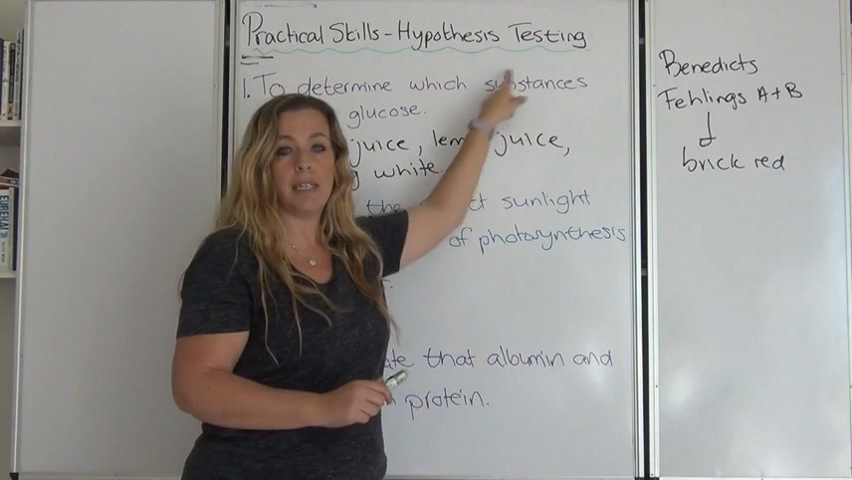 Practical Skills - Hypothesis Testing
1. To determine which substances
glucose.
juice, juice,
white.
the sunlight
of photosynthesis
that albumin and
protein.
Benedicts
Fehlings A+B
brick red
EUREKA!